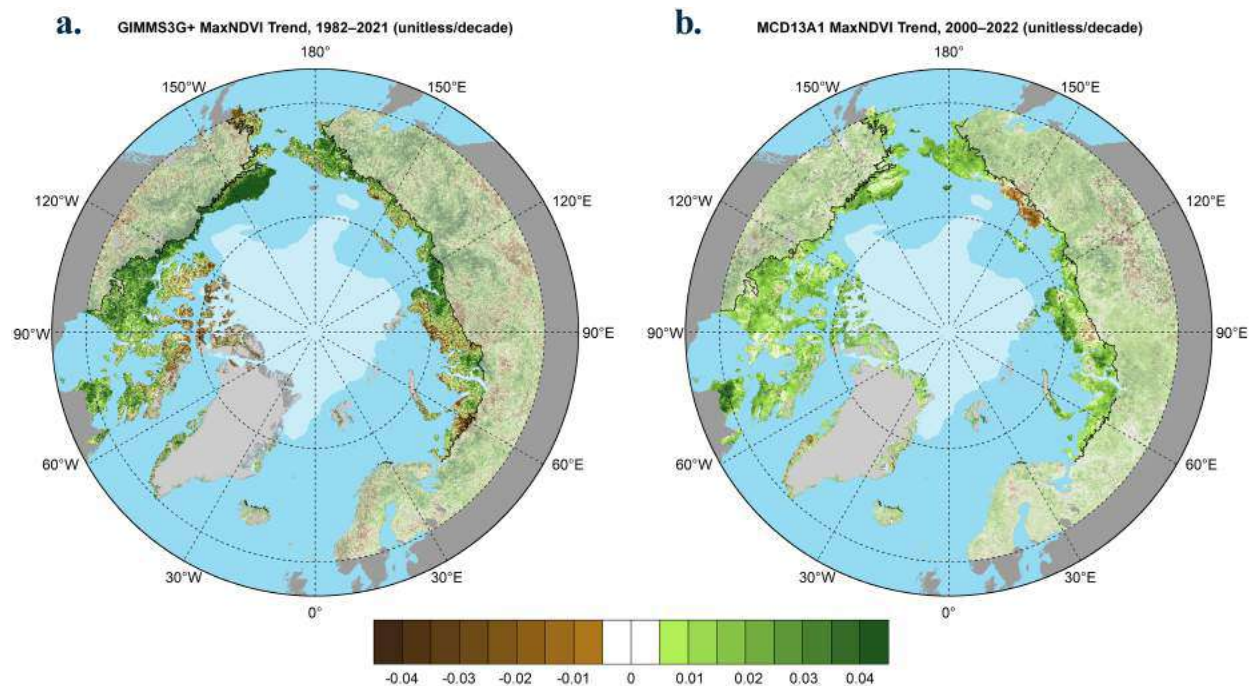 a.
GIMMS3G+ MaxNDVI Trend, 1982–2021 (unitless/decade)
180°
150°W
150°E
120°W
120°E
90°W
90°E
60°W
60°E
30°W
30°E
0°
b.
MCD13A1 MaxNDVI Trend, 2000–2022 (unitless/decade)
180°
150°W
150°E
120°W
120°E
90°W
90°E
60°W
60°E
30°W
30°E
0°
-0.04 -0.03 -0.02 -0.01 0 0.01 0.02 0.03 0.04